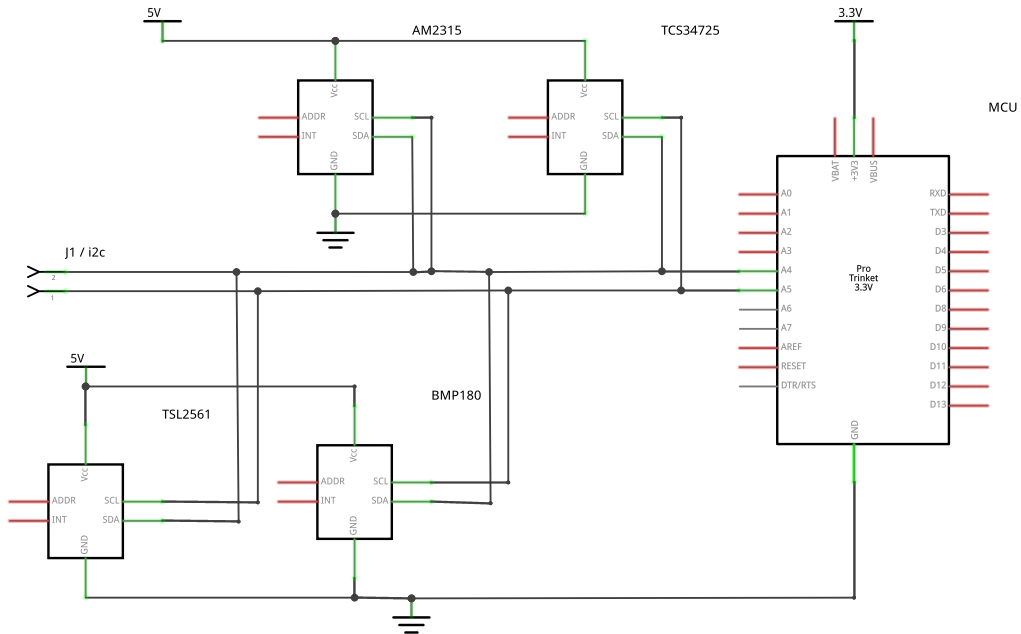 5V
AM2315
TCS34725
3.3V
MCU
Vcc
ADDR
INT
SCL
SDA
GND
Vcc
ADDR
INT
SCL
SDA
GND
VBAT
+3V3
VBUS
A0
A1
A2
A3
A4
A5
A6
A7
AREF
RESET
DTR/RTS
Pro
Trinket
3.3V
RXD
TXD
D3
D4
D5
D6
D8
D9
D10
D11
D12
D13
GND
J1 / i2c
2
1
5V
TSL2561
BMP180
Vcc
ADDR
INT
SCL
SDA
GND
Vcc
ADDR
INT
SCL
SDA
GND